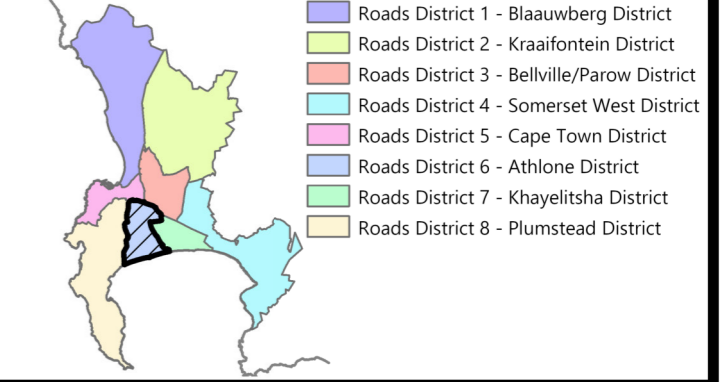 Roads District 1 - Blaauwberg District
Roads District 2 - Kraaifontein District
Roads District 3 - Bellville/Parow District
Roads District 4 - Somerset West District
Roads District 5 - Cape Town District
Roads District 6 - Athlone District
Roads District 7 - Khayelitsha District
Roads District 8 - Plumstead District